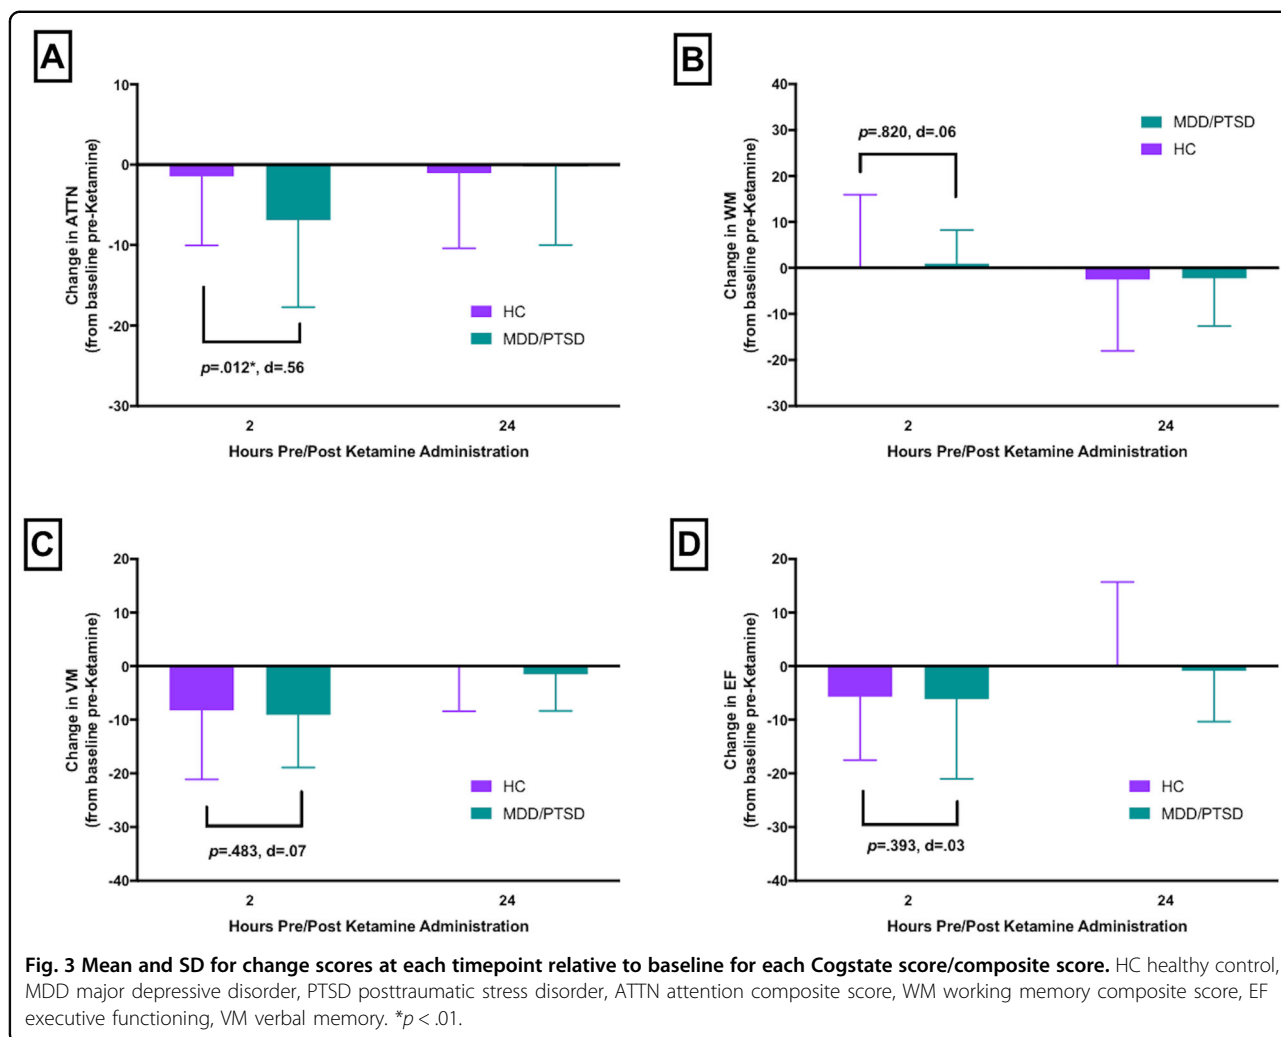 A
10
0
-10
-20
-30
Change in ATTN
(from baseline pre-Ketamine)
HC
MDD/PTSD
p=.012*, d=.56
2
24
Hours Pre/Post Ketamine Administration
B
40
30
20
10
0
-10
-20
-30
Change in WM
(from baseline pre-Ketamine)
p=.820, d=.06
MDD/PTSD
HC
2
24
Hours Pre/Post Ketamine Administration
C
20
10
0
-10
-20
-30
-40
Change in VM
(from baseline pre-Ketamine)
HC
MDD/PTSD
p=.483, d=.07
2
24
Hours Pre/Post Ketamine Administration
D
20
10
0
-10
-20
-30
-40
Change in EF
(from baseline pre-Ketamine)
HC
MDD/PTSD
p=.393, d=.03
2
24
Hours Pre/Post Ketamine Administration
Fig. 3 Mean and SD for change scores at each timepoint relative to baseline for each Cogstate score/composite score. HC healthy control,
MDD major depressive disorder, PTSD posttraumatic stress disorder, ATTN attention composite score, WM working memory composite score, EF
executive functioning, VM verbal memory. *p < .01.